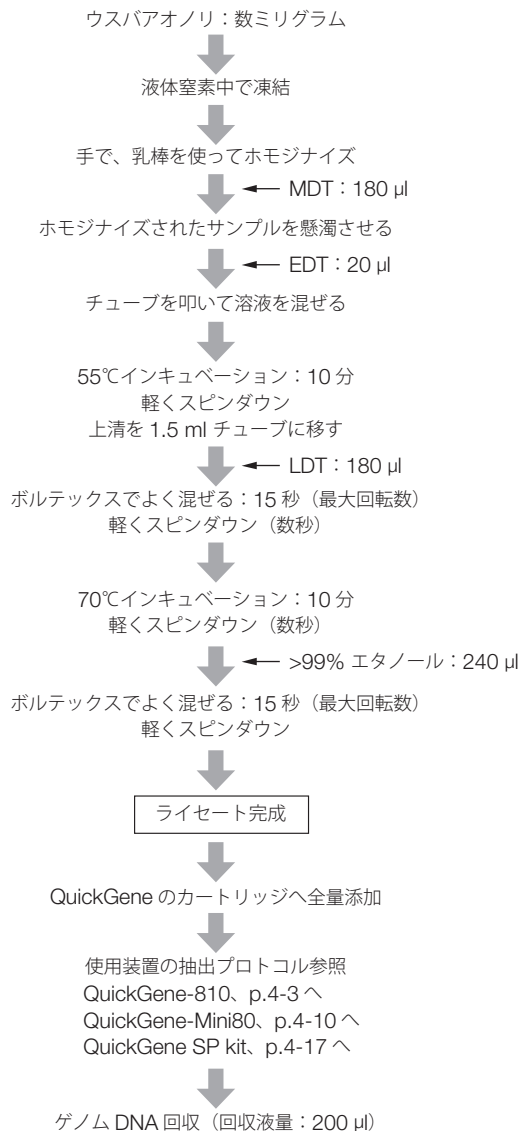 ウスバアオノリ：数ミリグラム
液体窒素中で凍結
手で、乳棒を使ってホモジナイズ
MDT：180 µl
ホモジナイズされたサンプルを懸濁させる
EDT：20 µl
チューブを叩いて溶液を混ぜる
55℃インキュベーション：10 分
軽くスピンダウン
上清を 1.5 ml チューブに移す
LDT：180 µl
ボルテックスでよく混ぜる：15 秒（最大回転数）
軽くスピンダウン（数秒）
70℃インキュベーション：10 分
軽くスピンダウン（数秒）
>99% エタノール：240 µl
ボルテックスでよく混ぜる：15 秒（最大回転数）
軽くスピンダウン
ライセート完成
QuickGene のカートリッジへ全量添加
使用装置の抽出プロトコル参照
QuickGene-810、p.4-3 へ
QuickGene-Mini80、p.4-10 へ
QuickGene SP kit、p.4-17 へ
ゲノム DNA 回収（回収液量：200 µl）